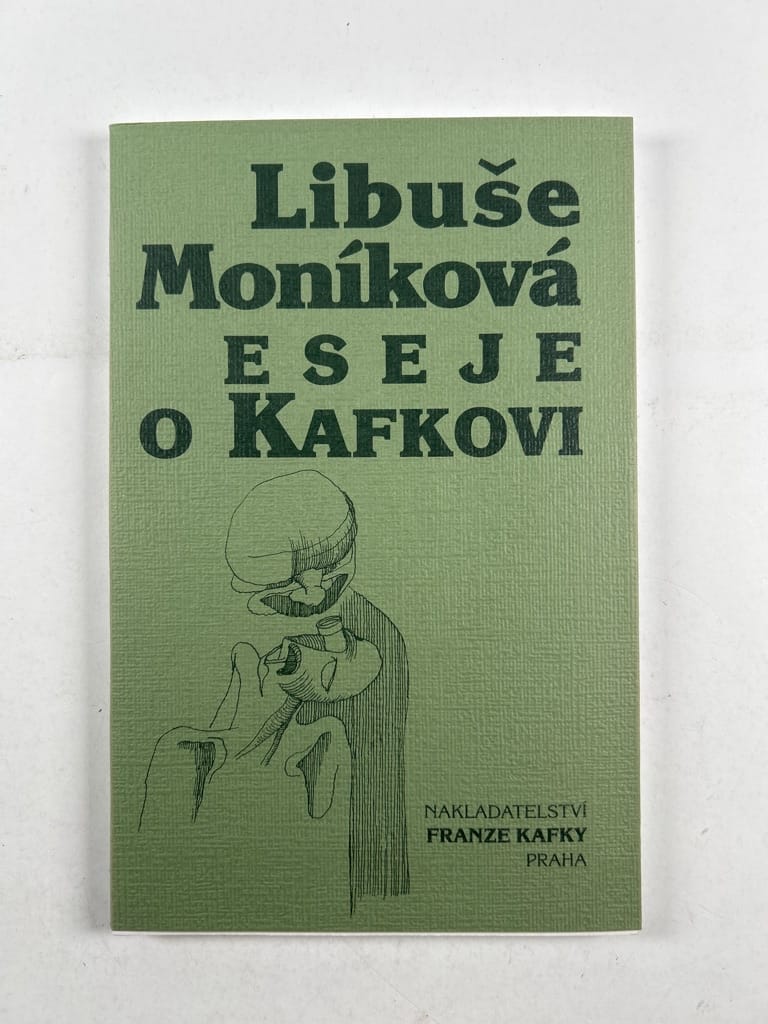 Libuše
Moníková
ESEJE
O KAFKOVI
NAKLADATELSTVÍ
FRANZE KAFKY
PRAHA